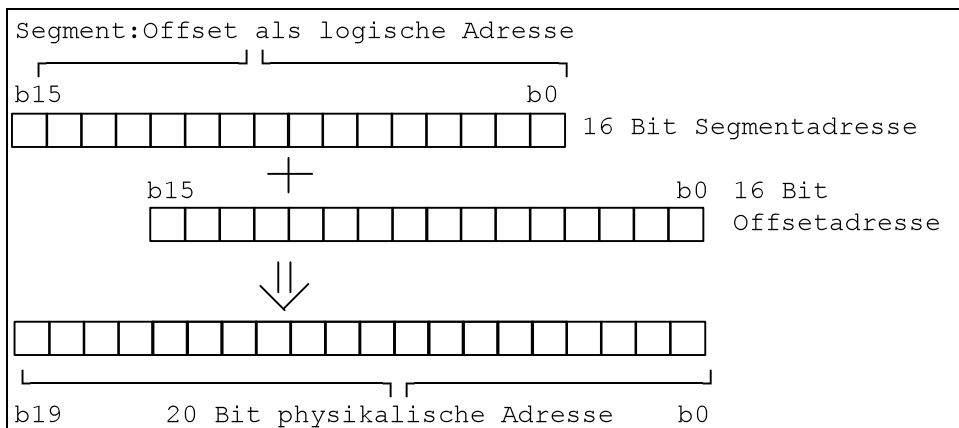 Segment:Offset als logische Adresse
b15 b0
16 Bit Segmentadresse
b15 b0 16 Bit
Offsetadresse
b19 20 Bit physikalische Adresse b0